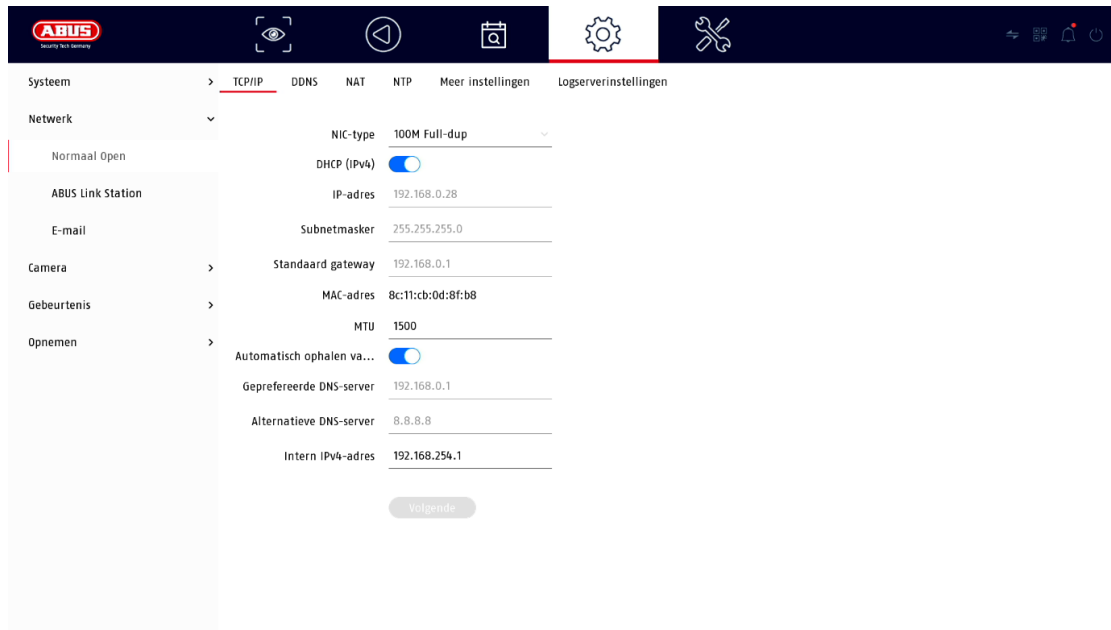 ABUS
Security Tech Germany
Systeem
TCP/IP DDNS NAT NTP Meer instellingen Logserverinstellingen
Netwerk
Normaal Open
ABUS Link Station
E-mail
Camera
Gebeurtenis
Opnemen
NIC-type 100M Full-dup
DHCP (IPv4)
IP-adres 192.168.0.28
Subnetmasker 255.255.255.0
Standaard gateway 192.168.0.1
MAC-adres 8c:11:cb:0d:8f:b8
MTU 1500
Automatisch ophalen va...
Geprefereerde DNS-server 192.168.0.1
Alternatieve DNS-server 8.8.8.8
Intern IPv4-adres 192.168.254.1
Volgende